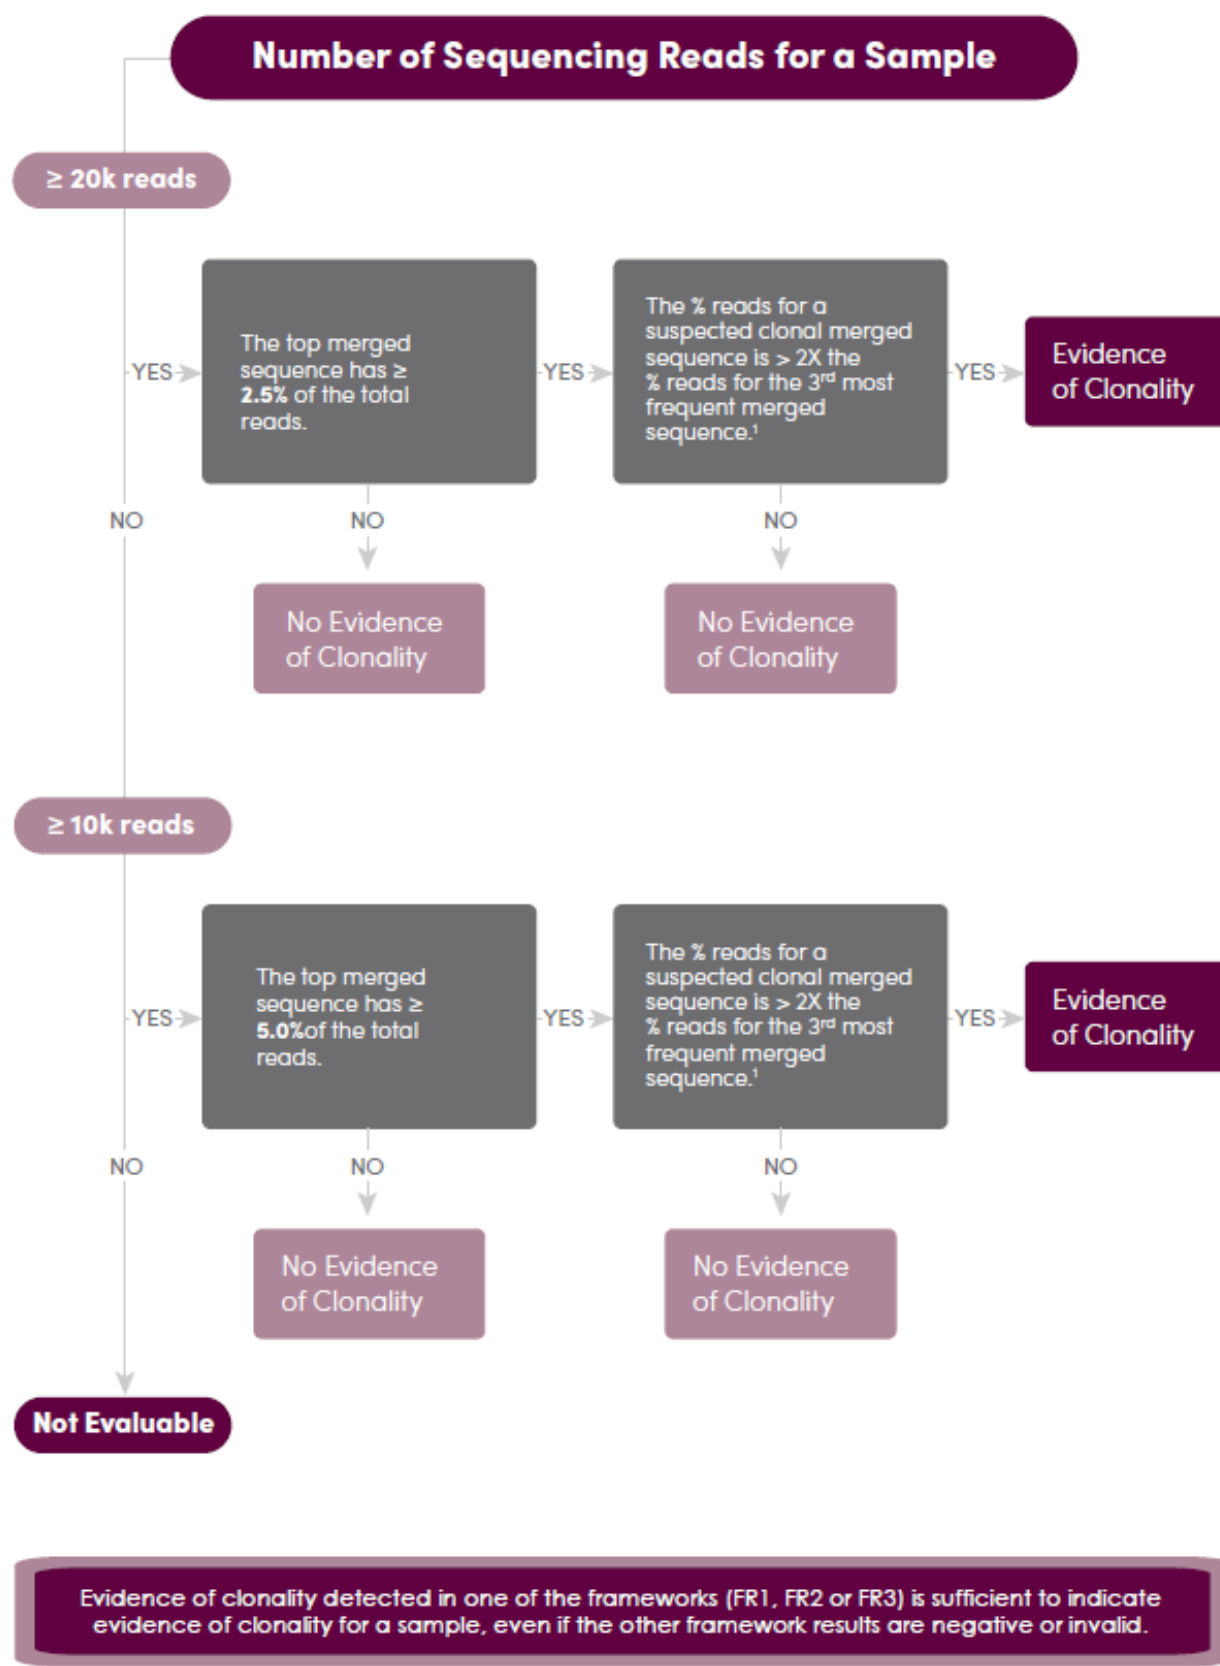 Number of Sequencing Reads for a Sample
≥ 20k reads
YES
The top merged
sequence has ≥
2.5% of the total
reads.
YES
The % reads for a
suspected clonal merged
sequence is > 2X the
% reads for the 3rd most
frequent merged
sequence.¹
YES
Evidence
of Clonality
NO
NO
NO
No Evidence
of Clonality
No Evidence
of Clonality
≥ 10k reads
YES
The top merged
sequence has ≥
5.0%of the total
reads.
YES
The % reads for a
suspected clonal merged
sequence is > 2X the
% reads for the 3rd most
frequent merged
sequence.¹
YES
Evidence
of Clonality
NO
NO
NO
No Evidence
of Clonality
No Evidence
of Clonality
Not Evaluable
Evidence of clonality detected in one of the frameworks (FR1, FR2 or FR3) is sufficient to indicate
evidence of clonality for a sample, even if the other framework results are negative or invalid.